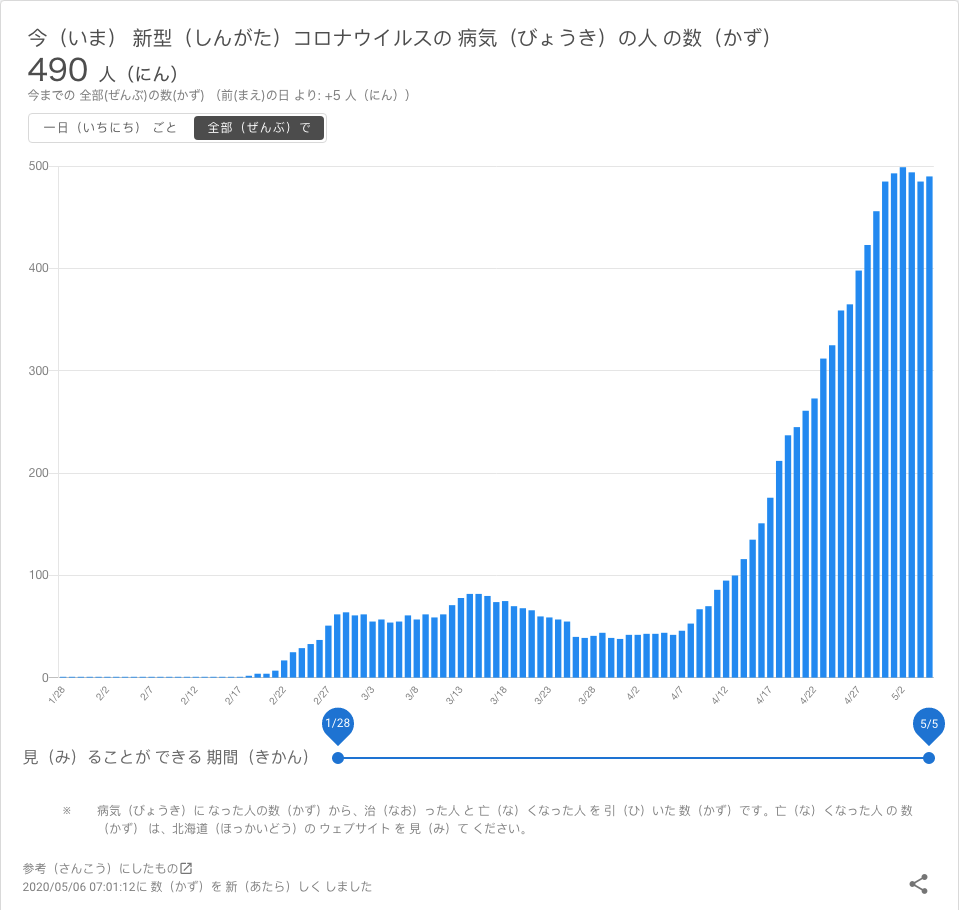 今（いま） 新型（しんがた）コロナウイルスの 病気（びょうき）の人 の数（かず）
490 人（にん）
今までの 全部(ぜんぶ)の数(かず) （前(まえ)の日 より: +5 人（にん））
一日（いちにち） ごと 全部（ぜんぶ）で
500
400
300
200
100
0
1/28 2/2 2/7 2/12 2/17 2/22 2/27 3/3 3/8 3/13 3/18 3/23 3/28 4/2 4/7 4/12 4/17 4/22 4/27 5/2
1/28 5/5
見（み）ることが できる 期間（きかん）
※ 病気（びょうき）に なった人の数（かず）から、治（なお）った人 と 亡（な）くなった人 を 引（ひ）いた 数（かず）です。亡（な）くなった人 の 数
（かず） は、北海道（ほっかいどう）の ウェブサイト を 見（み）て ください。
参考（さんこう）にしたもの
2020/05/06 07:01:12に 数（かず）を 新（あたら）しく しました